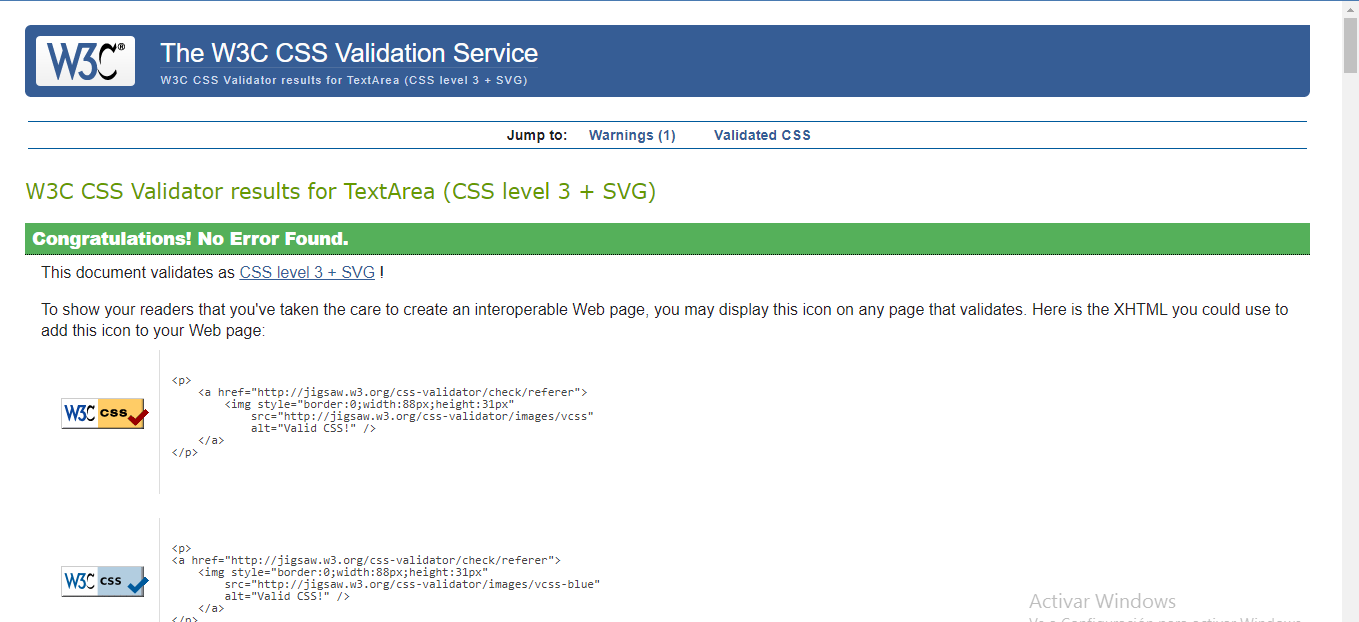 W3C®
The W3C CSS Validation Service
W3C CSS Validator results for TextArea (CSS level 3 + SVG)
Jump to: Warnings (1) Validated CSS
W3C CSS Validator results for TextArea (CSS level 3 + SVG)
Congratulations! No Error Found.
This document validates as CSS level 3 + SVG !
To show your readers that you've taken the care to create an interoperable Web page, you may display this icon on any page that validates. Here is the XHTML you could use to
add this icon to your Web page:
W3C css
<p>
<a href="http://jigsaw.w3.org/css-validator/check/referer">
<img style="border:0;width:88px;height:31px"
src="http://jigsaw.w3.org/css-validator/images/vcss"
alt="Valid CSS!" />
</a>
</p>
W3C css
<p>
<a href="http://jigsaw.w3.org/css-validator/check/referer">
<img style="border:0;width:88px;height:31px"
src="http://jigsaw.w3.org/css-validator/images/vcss-blue"
alt="Valid CSS!" />
</a>
</p>
Activar Windows
Ve a Configuración para activar Windows.